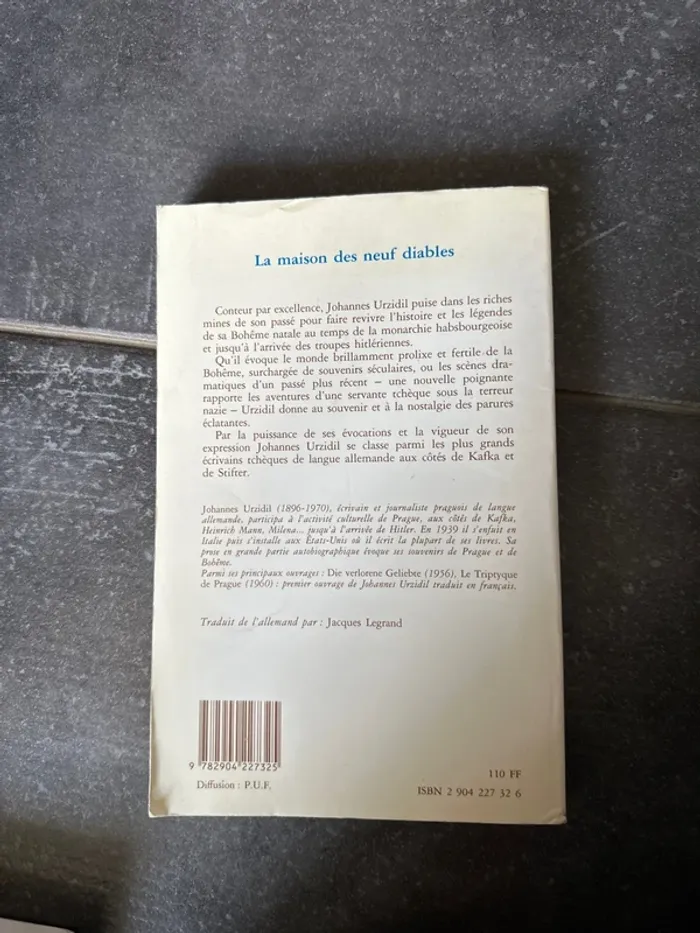 La maison des neuf diables
Conteur par excellence, Johannes Urzidil puise dans les riches
mines de son passé pour faire revivre l'histoire et les légendes
de sa Bohême natale au temps de la monarchie habsbourgeoise
et jusqu'à l'arrivée des troupes hitlériennes.
Qu'il évoque le monde brillamment prolixe et fertile de la
Bohême, surchargée de souvenirs séculaires, ou les scènes dra-
matiques d'un passé plus récent – une nouvelle poignante
rapporte les aventures d'une servante tchèque sous la terreur
nazie – Urzidil donne au souvenir et à la nostalgie des parures
éclatantes.
Par la puissance de ses évocations et la vigueur de son
expression Johannes Urzidil se classe parmi les plus grands
écrivains tchèques de langue allemande aux côtés de Kafka et
de Stifter.
Johannes Urzidil (1896-1970), écrivain et journaliste pragois de langue
allemande, participa à l'activité culturelle de Prague, aux côtés de Kafka,
Heinrich Mann, Milena... jusqu'à l'arrivée de Hitler. En 1939 il s'enfuit en
Italie puis s'installe aux États-Unis où il écrit la plupart de ses livres. Sa
prose en grande partie autobiographique évoque ses souvenirs de Prague et de
Bohême.
Parmi ses principaux ouvrages : Die verlorene Geliebte (1956), Le Triptyque
de Prague (1960) : premier ouvrage de Johannes Urzidil traduit en français.
Traduit de l'allemand par : Jacques Legrand
9 782904 227325
Diffusion : P.U.F.
110 FF
ISBN 2 904 227 32 6